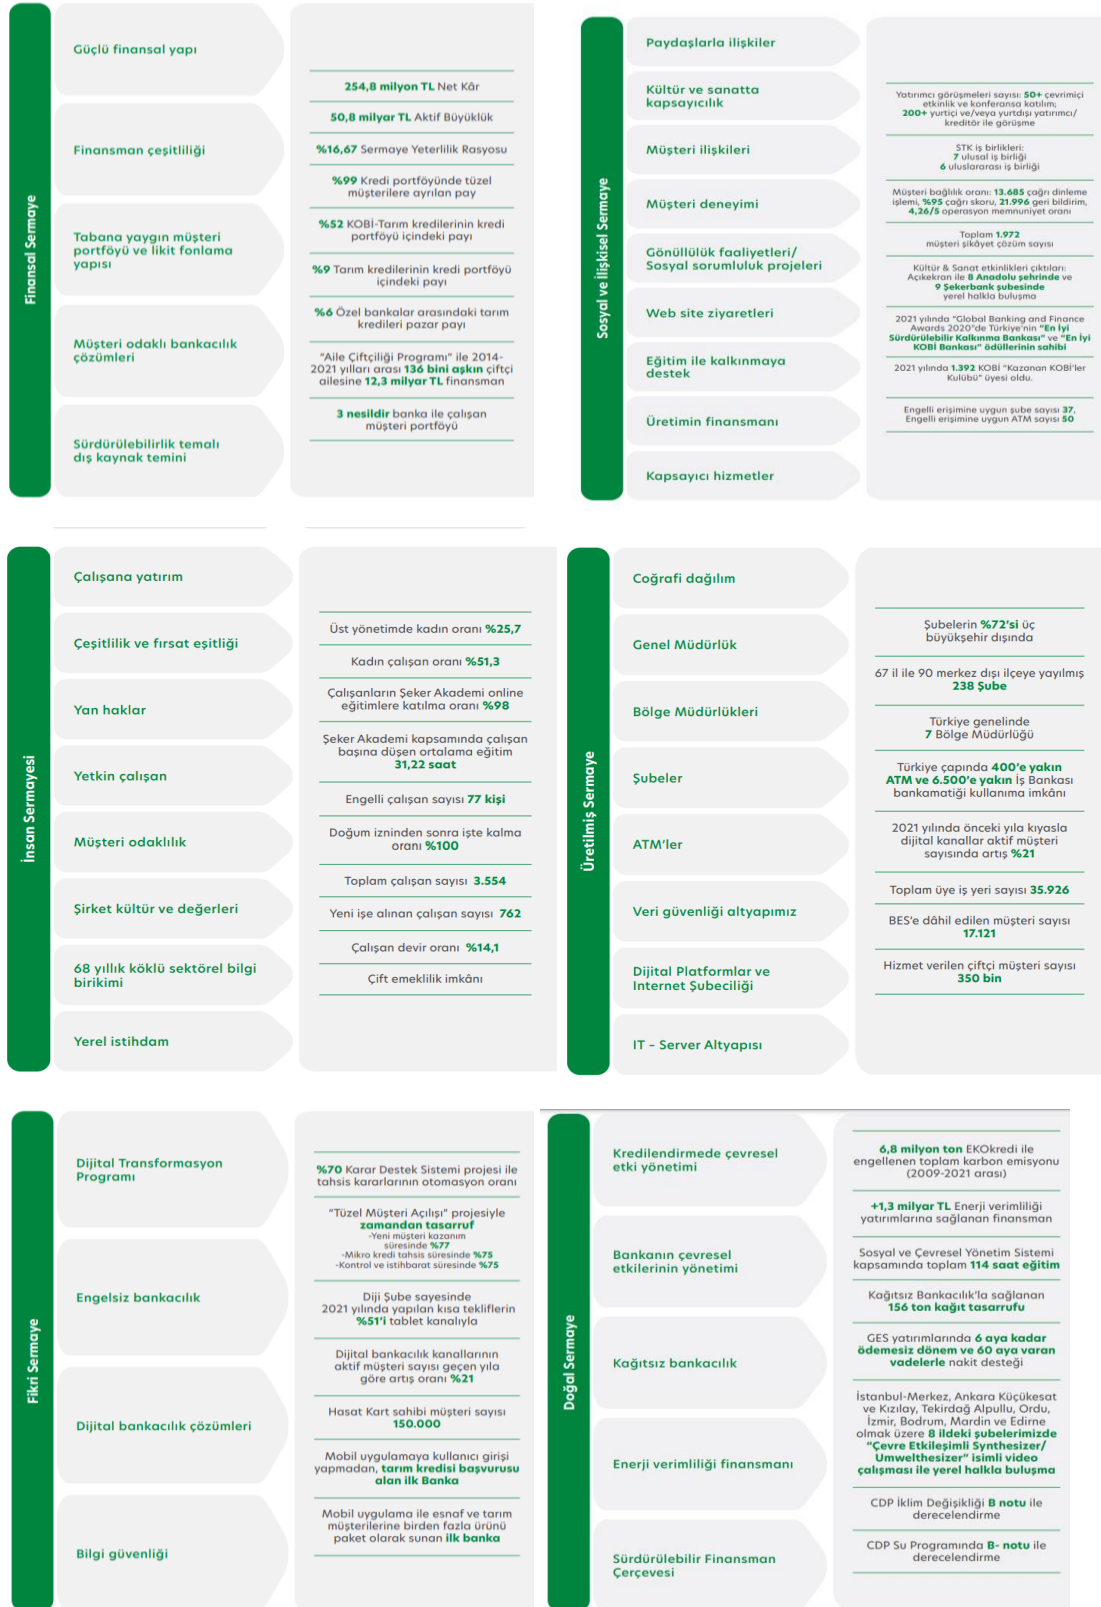 Finansal Sermaye
Güçlü finansal yapı
Finansman çeşitliliği
Tabana yaygın müşteri
portföyü ve likit fonlama
yapısı
Müşteri odaklı bankacılık
çözümleri
Sürdürülebilirlik temalı
dış kaynak temini
254,8 milyon TL Net Kâr
50,8 milyar TL Aktif Büyüklük
%16,67 Sermaye Yeterlilik Rasyosu
%99 Kredi portföyünde tüzel
müşterilere ayrılan pay
%52 KOBİ-Tarım kredilerinin kredi
portföyü içindeki payı
%9 Tarım kredilerinin kredi portföyü
içindeki payı
%6 Özel bankalar arasındaki tarım
kredileri pazar payı
"Aile Çiftçiliği Programı" ile 2014-
2021 yılları arası 136 bini aşkın çiftçi
ailesine 12,3 milyar TL finansman
3 nesildir banka ile çalışan
müşteri portföyü
Sosyal ve İlişkisel Sermaye
Paydaşlarla ilişkiler
Kültür ve sanatta
kapsayıcılık
Müşteri ilişkileri
Müşteri deneyimi
Gönüllülük faaliyetleri/
Sosyal sorumluluk projeleri
Web site ziyaretleri
Eğitim ile kalkınmaya
destek
Üretimin finansmanı
Kapsayıcı hizmetler
Yatırımcı görüşmeleri sayısı: 50+ çevrimiçi
etkinlik ve konferansa katılım;
200+ yurtiçi ve/veya yurtdışı yatırımcı/
kreditör ile görüşme
STK iş birlikleri:
7 ulusal iş birliği
6 uluslararası iş birliği
Müşteri bağlılık oranı: 13.685 çağrı dinleme
işlemi, %95 çağrı skoru, 21.996 geri bildirim,
4,26/5 operasyon memnuniyet oranı
Toplam 1.972
müşteri şikâyet çözüm sayısı
Kültür & Sanat etkinlikleri çıktıları:
Açıkekran ile 8 Anadolu şehrinde ve
9 Şekerbank şubesinde
yerel halkla buluşma
2021 yılında "Global Banking and Finance
Awards 2020"de Türkiye'nin "En İyi
Sürdürülebilir Kalkınma Bankası" ve "En İyi
KOBİ Bankası" ödüllerinin sahibi
2021 yılında 1.392 KOBİ "Kazanan KOBİ'ler
Kulübü" üyesi oldu.
Engelli erişimine uygun şube sayısı 37,
Engelli erişimine uygun ATM sayısı 50
İnsan Sermayesi
Çalışana yatırım
Çeşitlilik ve fırsat eşitliği
Yan haklar
Yetkin çalışan
Müşteri odaklılık
Şirket kültür ve değerleri
68 yıllık köklü sektörel bilgi
birikimi
Yerel istihdam
Üst yönetimde kadın oranı %25,7
Kadın çalışan oranı %51,3
Çalışanların Şeker Akademi online
eğitimlere katılma oranı %98
Şeker Akademi kapsamında çalışan
başına düşen ortalama eğitim
31,22 saat
Engelli çalışan sayısı 77 kişi
Doğum izninden sonra işte kalma
oranı %100
Toplam çalışan sayısı 3.554
Yeni işe alınan çalışan sayısı 762
Çalışan devir oranı %14,1
Çift emeklilik imkânı
Üretilmiş Sermaye
Coğrafi dağılım
Genel Müdürlük
Bölge Müdürlükleri
Şubeler
ATM'ler
Veri güvenliği altyapımız
Dijital Platformlar ve
Internet Şubeciliği
IT – Server Altyapısı
Şubelerin %72'si üç
büyükşehir dışında
67 il ile 90 merkez dışı ilçeye yayılmış
238 Şube
Türkiye genelinde
7 Bölge Müdürlüğü
Türkiye çapında 400'e yakın
ATM ve 6.500'e yakın İş Bankası
bankamatiği kullanıma imkânı
2021 yılında önceki yıla kıyasla
dijital kanallar aktif müşteri
sayısında artış %21
Toplam üye iş yeri sayısı 35.926
BES'e dâhil edilen müşteri sayısı
17.121
Hizmet verilen çiftçi müşteri sayısı
350 bin
Fikri Sermaye
Dijital Transformasyon
Programı
Engelsiz bankacılık
Dijital bankacılık çözümleri
Bilgi güvenliği
%70 Karar Destek Sistemi projesi ile
tahsis kararlarının otomasyon oranı
"Tüzel Müşteri Açılışı" projesiyle
zamandan tasarruf
-Yeni müşteri kazanım
süresinde %77
-Mikro kredi tahsis süresinde %75
-Kontrol ve istihbarat süresinde %75
Diji Şube sayesinde
2021 yılında yapılan kısa tekliflerin
%51'i tablet kanalıyla
Dijital bankacılık kanallarının
aktif müşteri sayısı geçen yıla
göre artış oranı %21
Hasat Kart sahibi müşteri sayısı
150.000
Mobil uygulamaya kullanıcı girişi
yapmadan, tarım kredisi başvurusu
alan ilk Banka
Mobil uygulama ile esnaf ve tarım
müşterilerine birden fazla ürünü
paket olarak sunan ilk banka
Doğal Sermaye
Kredilendirmede çevresel
etki yönetimi
Bankanın çevresel
etkilerinin yönetimi
Kağıtsız bankacılık
Enerji verimliliği finansmanı
Sürdürülebilir Finansman
Çerçevesi
6,8 milyon ton EKOkredi ile
engellenen toplam karbon emisyonu
(2009-2021 arası)
+1,3 milyar TL Enerji verimliliği
yatırımlarına sağlanan finansman
Sosyal ve Çevresel Yönetim Sistemi
kapsamında toplam 114 saat eğitim
Kağıtsız Bankacılık'la sağlanan
156 ton kağıt tasarrufu
GES yatırımlarında 6 aya kadar
ödemesiz dönem ve 60 aya varan
vadelerle nakit desteği
İstanbul-Merkez, Ankara Küçükesat
ve Kızılay, Tekirdağ Alpullu, Ordu,
İzmir, Bodrum, Mardin ve Edirne
olmak üzere 8 ildeki şubelerimizde
"Çevre Etkileşimli Synthesizer/
Umwelthesizer" isimli video
çalışması ile yerel halkla buluşma
CDP İklim Değişikliği B notu ile
derecelendirme
CDP Su Programında B- notu ile
derecelendirme